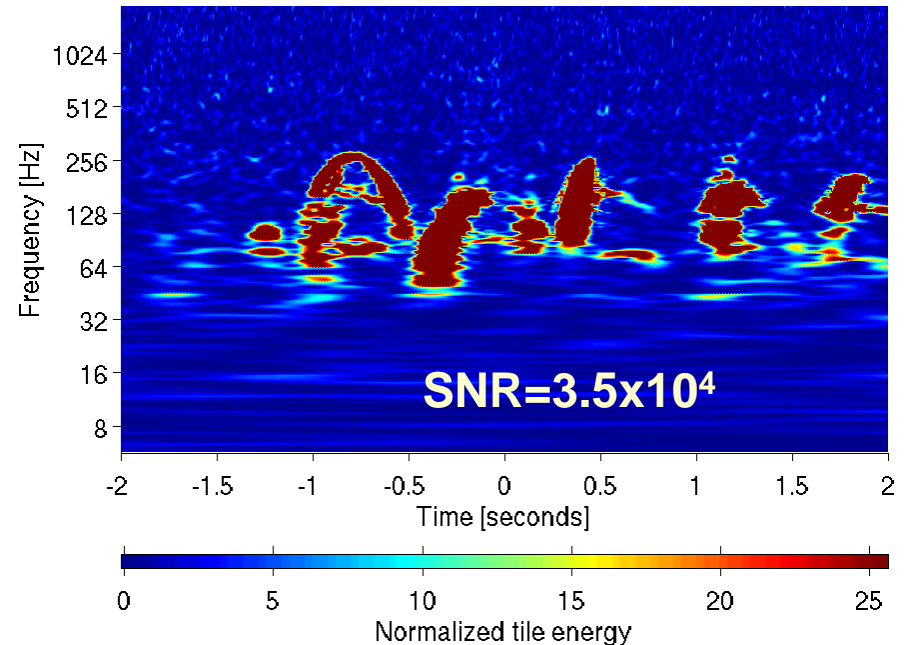 1024
512
256
128
64
32
16
8
Frequency [Hz]
SNR=3.5x10⁴
-2 -1.5 -1 -0.5 0 0.5 1 1.5 2
Time [seconds]
0 5 10 15 20 25
Normalized tile energy